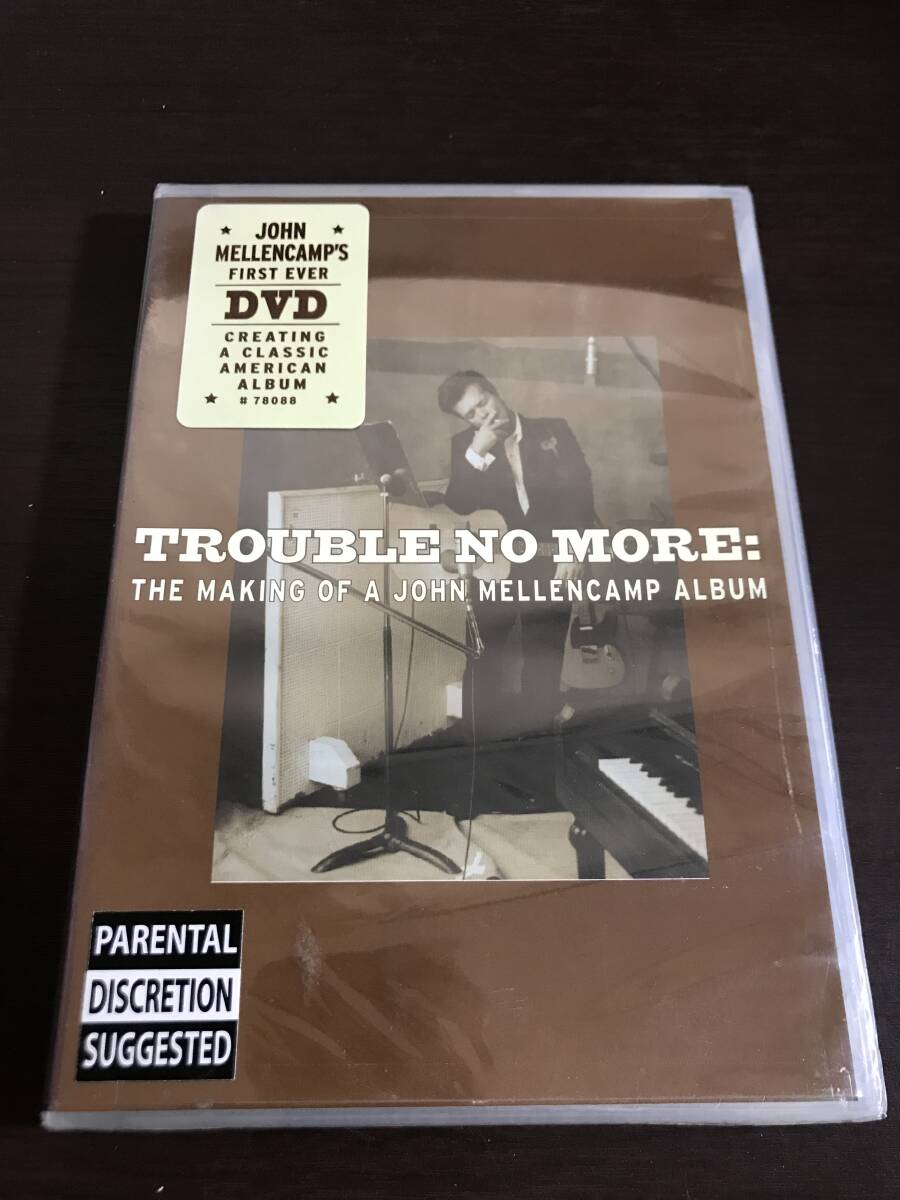 JOHN
MELLENCAMP'S
FIRST EVER
DVD
CREATING
A CLASSIC
AMERICAN
ALBUM
# 78088
TROUBLE NO MORE:
THE MAKING OF A JOHN MELLENCAMP ALBUM
PARENTAL
DISCRETION
SUGGESTED